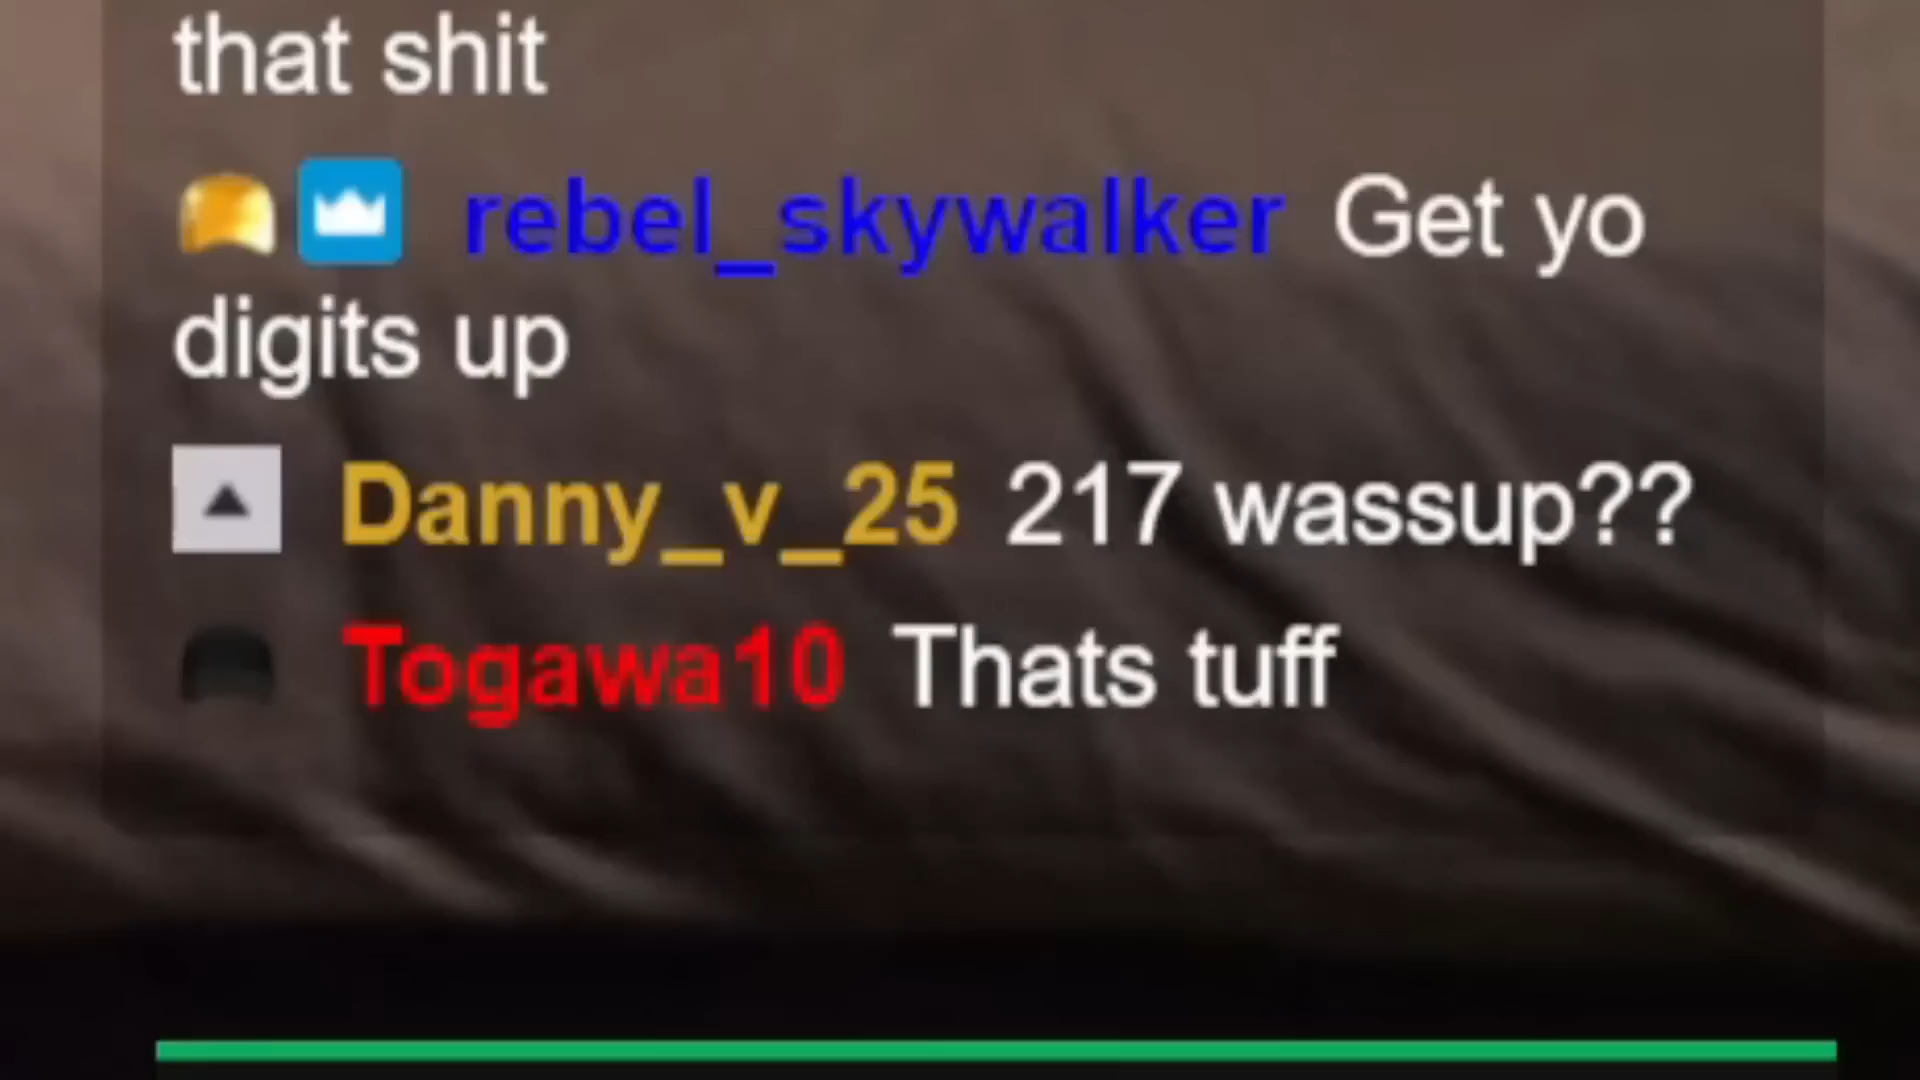 that shit
rebel_skywalker Get yo
digits up
Danny_v_25 217 wassup??
Togawa10 Thats tuff